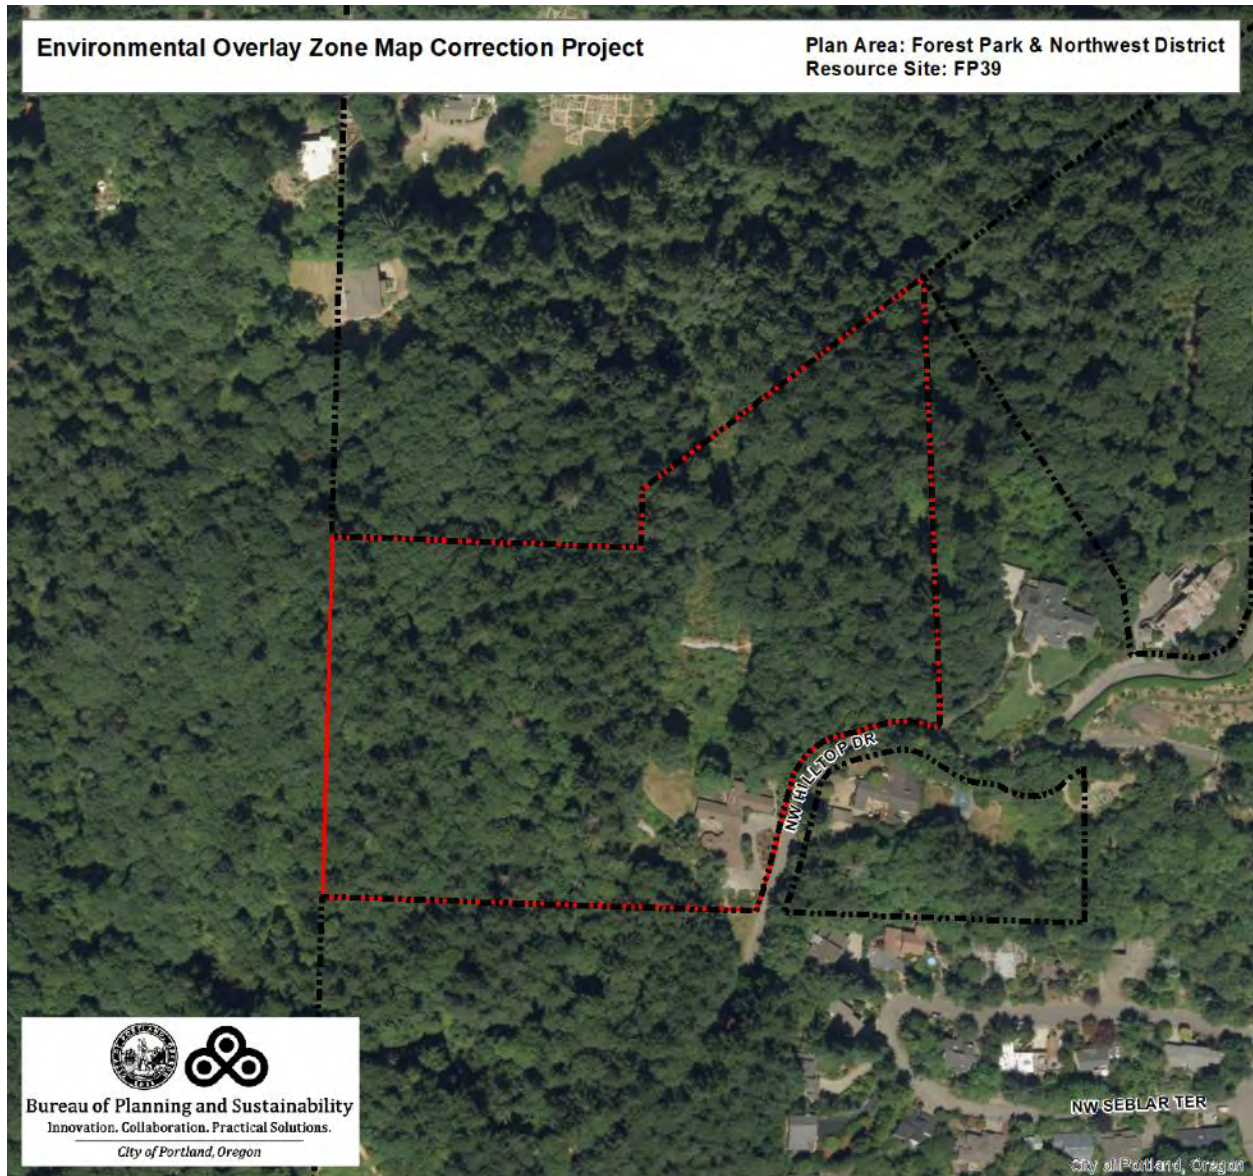 Environmental Overlay Zone Map Correction Project
Plan Area: Forest Park & Northwest District
Resource Site: FP39
NW HILLTOP DR
Bureau of Planning and Sustainability
Innovation. Collaboration. Practical Solutions.
City of Portland, Oregon
NW SEBLAR TER
City of Portland, Oregon